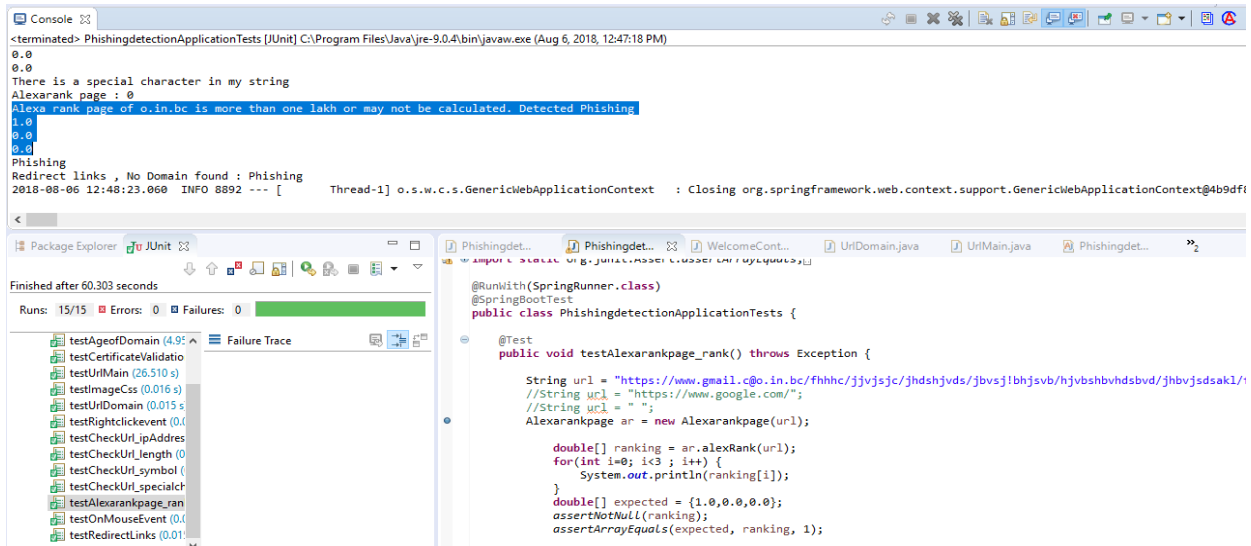 Console
<terminated> PhishingdetectionApplicationTests [JUnit] C:\Program Files\Java\jre-9.0.4\bin\javaw.exe (Aug 6, 2018, 12:47:18 PM)
0.0
0.0
There is a special character in my string
Alexarank page : 0
Alexa rank page of o.in.bc is more than one lakh or may not be calculated. Detected Phishing
1.0
0.0
0.0
Phishing
Redirect links , No Domain found : Phishing
2018-08-06 12:48:23.060 INFO 8892 --- [ Thread-1] o.s.w.c.s.GenericWebApplicationContext : Closing org.springframework.web.context.support.GenericWebApplicationContext@4b9df8
Package Explorer JUnit
Finished after 60.303 seconds
Runs: 15/15 Errors: 0 Failures: 0
testAgeofDomain (4.95
testCertificateValidatio
testUrlMain (26.510 s)
testImageCss (0.016 s)
testUrlDomain (0.015 s
testRightclickevent (0.0
testCheckUrl_ipAddres
testCheckUrl_length (0
testCheckUrl_symbol (
testCheckUrl_specialch
testAlexarankpage_ran
testOnMouseEvent (0.0
testRedirectLinks (0.01
Failure Trace
Phishingdet... Phishingdet... WelcomeCont... UrlDomain.java UrlMain.java Phishingdet... »2
import static org.junit.Assert.assertArrayEquals;
@RunWith(SpringRunner.class)
@SpringBootTest
public class PhishingdetectionApplicationTests {
@Test
public void testAlexarankpage_rank() throws Exception {
String url = "https://www.gmail.c@o.in.bc/fhhhc/jjvjsjc/jhdshjvds/jbvsj!bhjsvb/hjvbshbvhdsbvd/jhbvjsdsakl/
//String url = "https://www.google.com/";
//String url = " ";
Alexarankpage ar = new Alexarankpage(url);
double[] ranking = ar.alexRank(url);
for(int i=0; i<3 ; i++) {
System.out.println(ranking[i]);
}
double[] expected = {1.0,0.0,0.0};
assertNotNull(ranking);
assertArrayEquals(expected, ranking, 1);